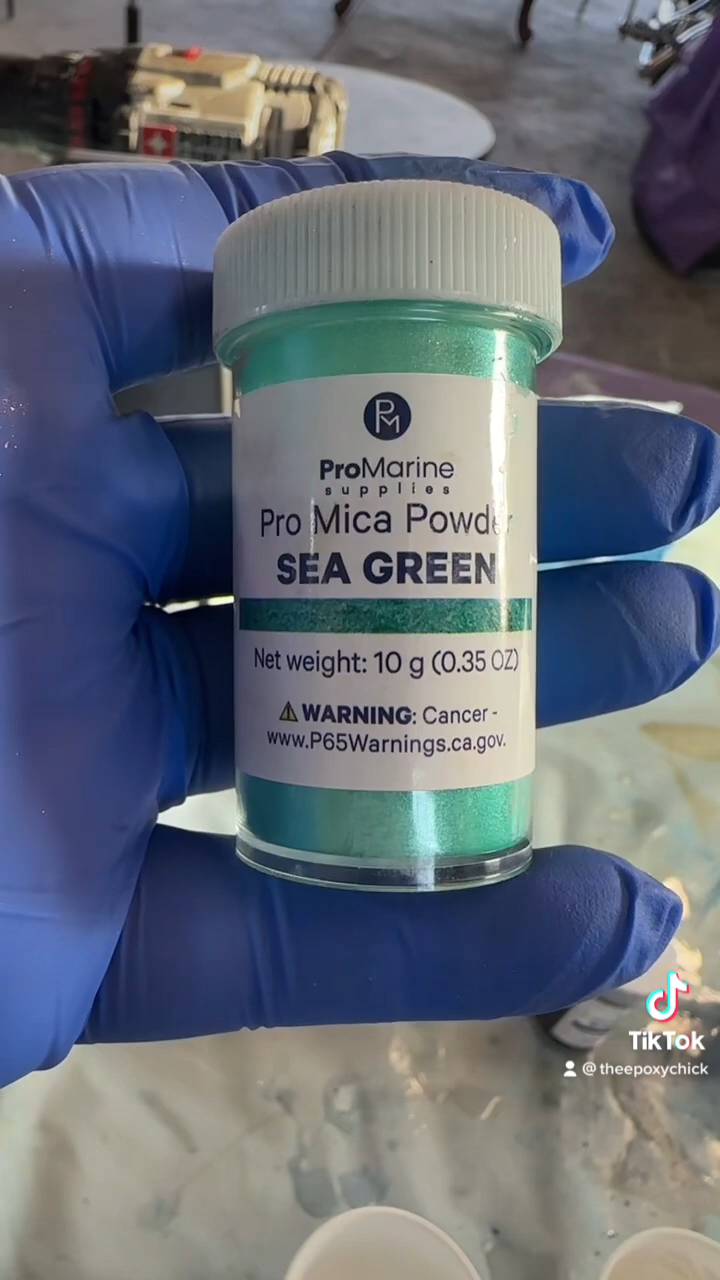 PM
ProMarine
supplies
Pro Mica Powder
SEA GREEN
Net weight: 10 g (0.35 OZ)
⚠ WARNING: Cancer -
www.P65Warnings.ca.gov.
TikTok
@theepoxychick